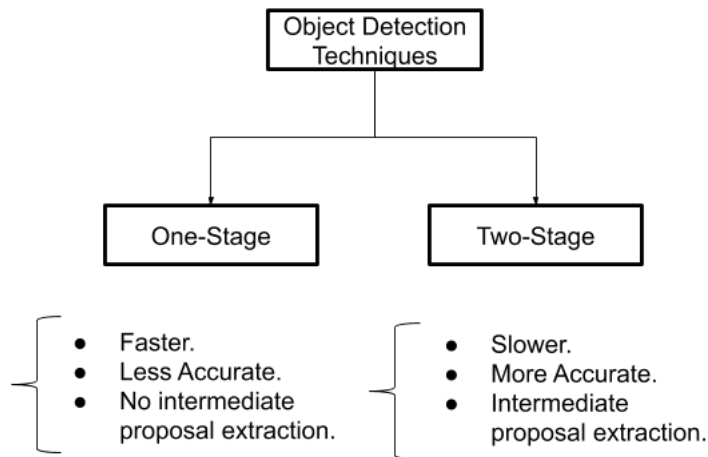 Object Detection
Techniques
One-Stage
Two-Stage
● Faster.
● Less Accurate.
● No intermediate
proposal extraction.
● Slower.
● More Accurate.
● Intermediate
proposal extraction.